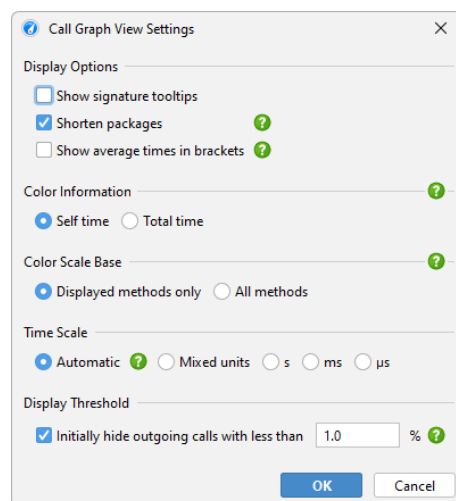 Call Graph View Settings
Display Options
Show signature tooltips
Shorten packages ?
Show average times in brackets ?
Color Information ?
Self time Total time
Color Scale Base ?
Displayed methods only All methods
Time Scale
Automatic ? Mixed units s ms µs
Display Threshold
Initially hide outgoing calls with less than 1.0 % ?
OK Cancel